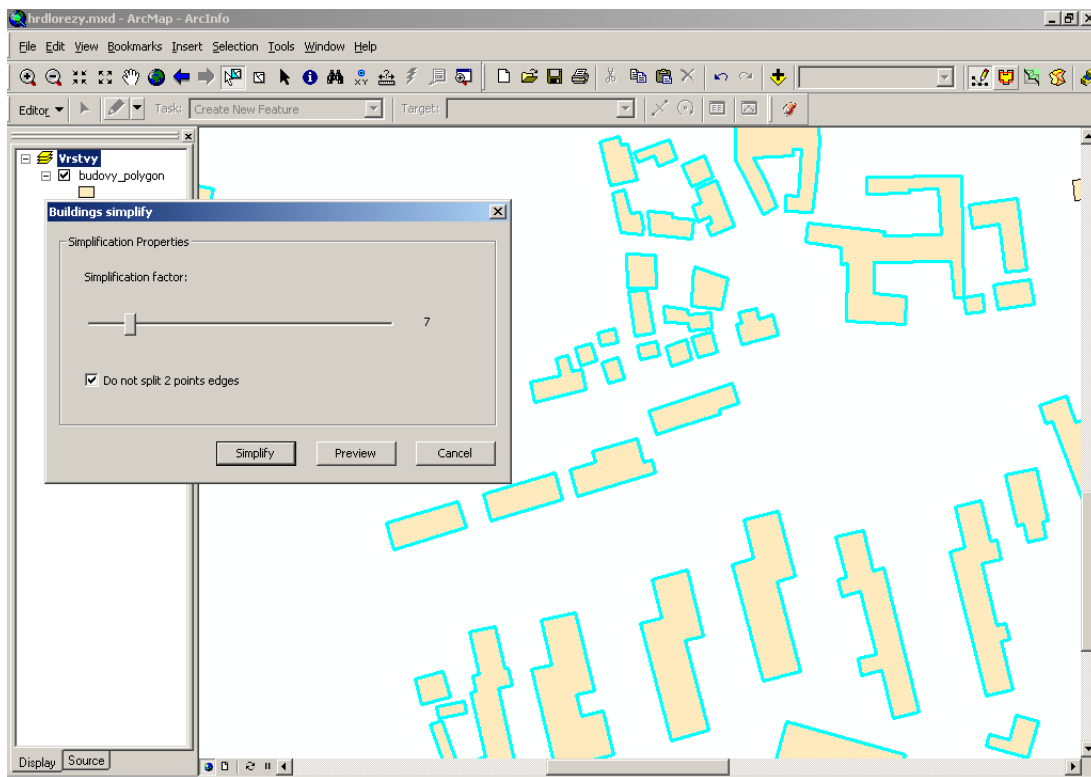 hrdlorezy.mxd - ArcMap - ArcInfo
File Edit View Bookmarks Insert Selection Tools Window Help
Editor Task: Create New Feature Target:
Vrstvy
budovy_polygon
Buildings simplify
Simplification Properties
Simplification factor:
7
Do not split 2 points edges
Simplify Preview Cancel
Display Source